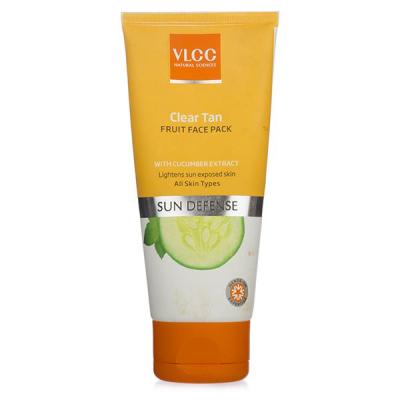 VLCC
NATURAL SCIENCES
Clear Tan
FRUIT FACE PACK
WITH CUCUMBER EXTRACT
Lightens sun exposed skin
All Skin Types
SUN DEFENSE